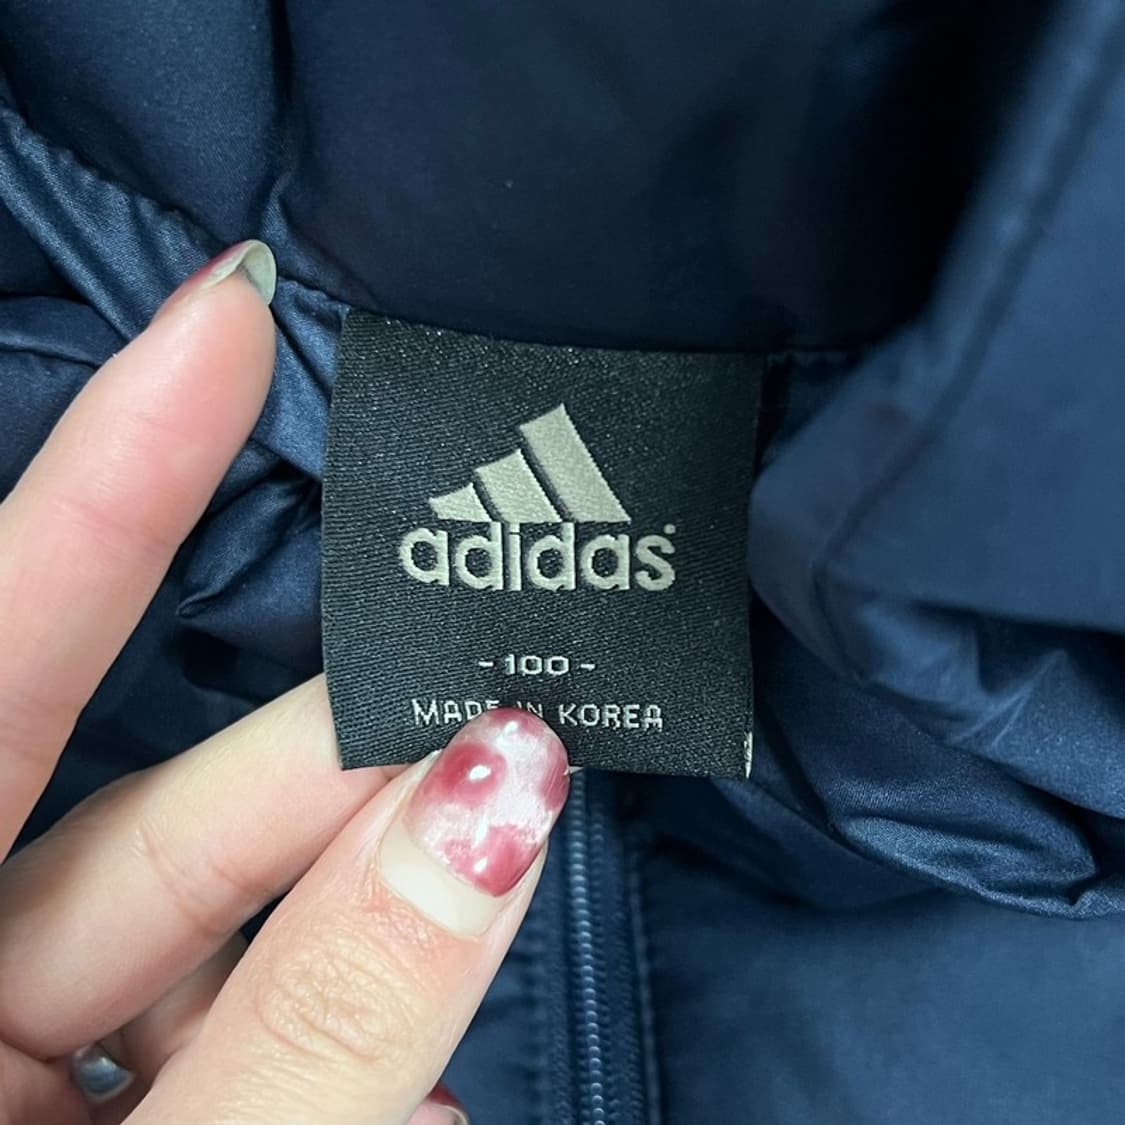 adidas
-100-
MADE IN KOREA